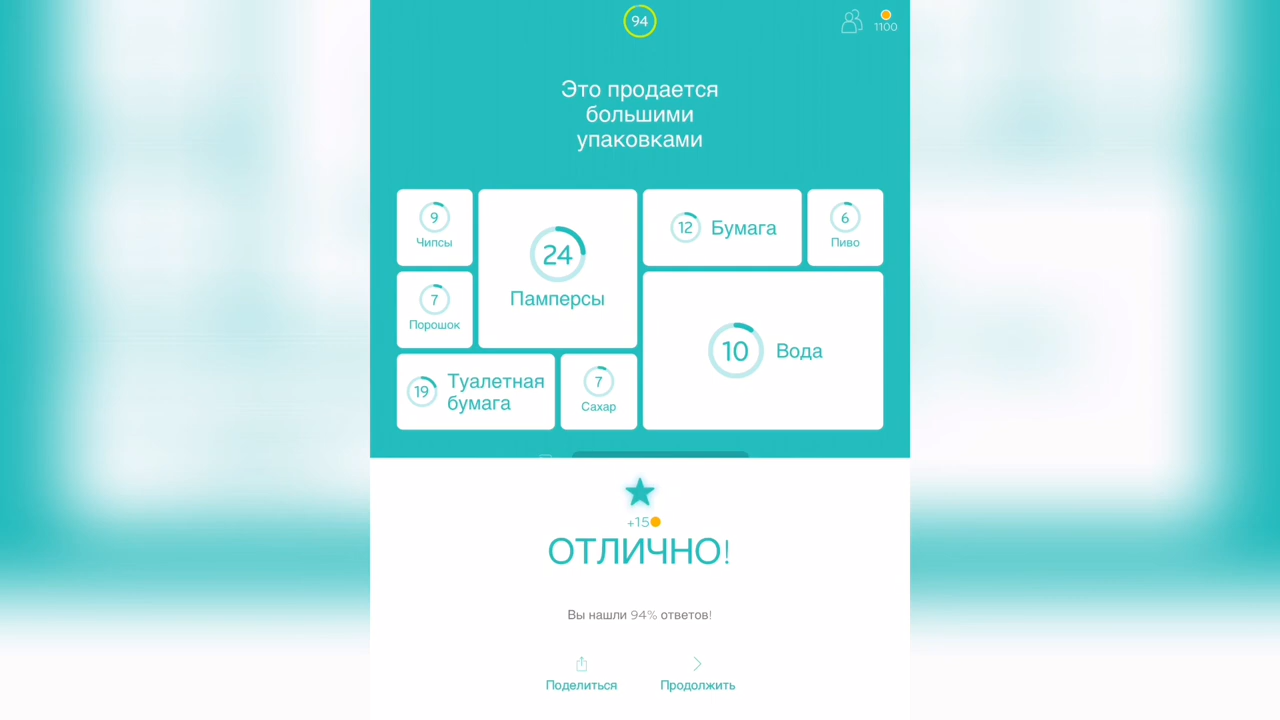 94
1100
Это продается
большими
упаковками
9
Чипсы
24
Памперсы
12 Бумага
6
Пиво
7
Порошок
10 Вода
19 Туалетная
бумага
7
Сахар
+15
ОТЛИЧНО!
Вы нашли 94% ответов!
Поделиться
Продолжить